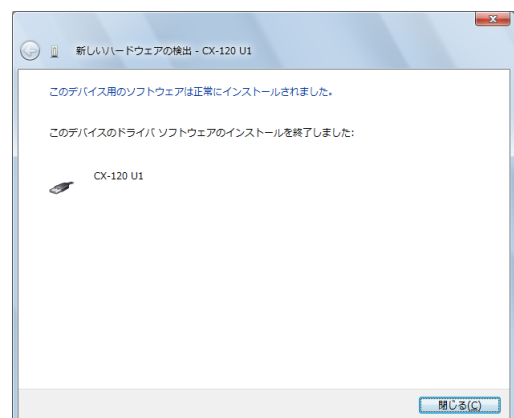 新しいハードウェアの検出 - CX-120 U1
このデバイス用のソフトウェアは正常にインストールされました。
このデバイスのドライバ ソフトウェアのインストールを終了しました:
CX-120 U1
閉じる(C)